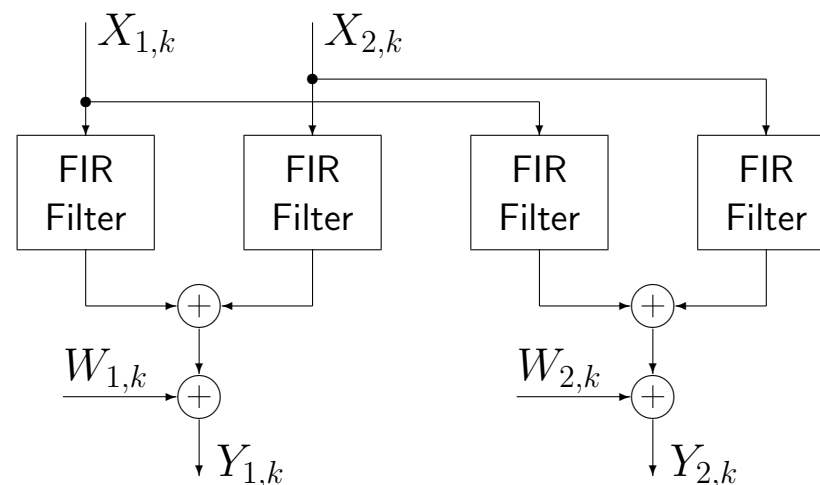 X_{1,k} X_{2,k}
FIR FIR FIR FIR
Filter Filter Filter Filter
+ +
W_{1,k} + W_{2,k} +
Y_{1,k} Y_{2,k}